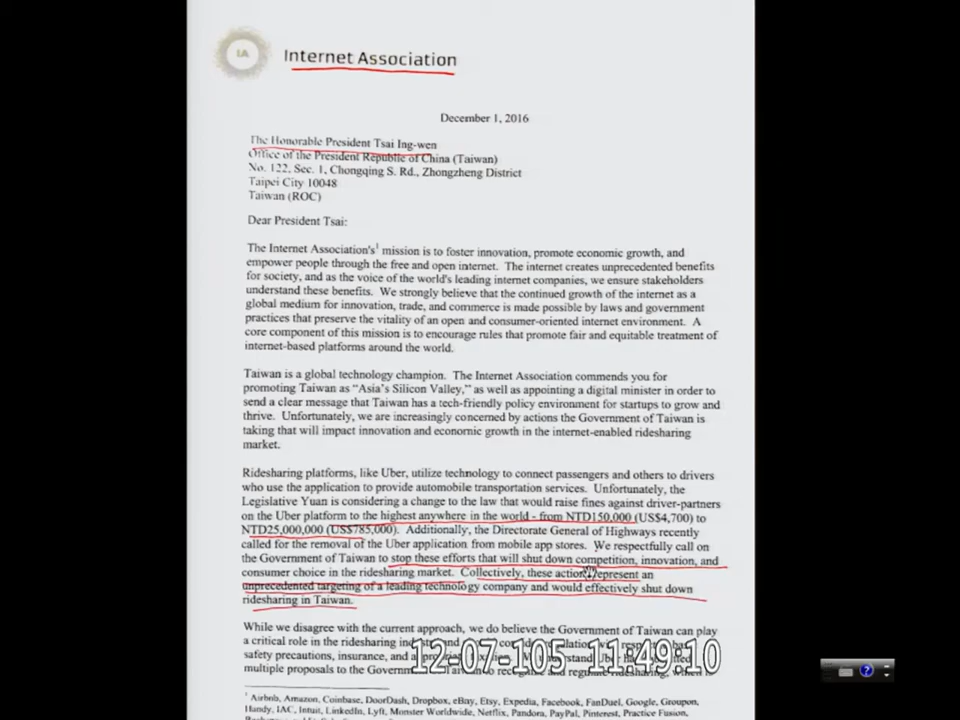 IA
Internet Association
December 1, 2016
The Honorable President Tsai Ing-wen
Office of the President Republic of China (Taiwan)
No. 122, Sec. 1, Chongqing S. Rd., Zhongzheng District
Taipei City 10048
Taiwan (ROC)
Dear President Tsai:
The Internet Association's¹ mission is to foster innovation, promote economic growth, and
empower people through the free and open internet. The internet creates unprecedented benefits
for society, and as the voice of the world's leading internet companies, we ensure stakeholders
understand these benefits. We strongly believe that the continued growth of the internet as a
global medium for innovation, trade, and commerce is made possible by laws and government
practices that preserve the vitality of an open and consumer-oriented internet environment. A
core component of this mission is to encourage rules that promote fair and equitable treatment of
internet-based platforms around the world.
Taiwan is a global technology champion. The Internet Association commends you for
promoting Taiwan as "Asia's Silicon Valley," as well as appointing a digital minister in order to
send a clear message that Taiwan has a tech-friendly policy environment for startups to grow and
thrive. Unfortunately, we are increasingly concerned by actions the Government of Taiwan is
taking that will impact innovation and economic growth in the internet-enabled ridesharing
market.
Ridesharing platforms, like Uber, utilize technology to connect passengers and others to drivers
who use the application to provide automobile transportation services. Unfortunately, the
Legislative Yuan is considering a change to the law that would raise fines against driver-partners
on the Uber platform to the highest anywhere in the world - from NTD150,000 (US$4,700) to
NTD25,000,000 (US$785,000). Additionally, the Directorate General of Highways recently
called for the removal of the Uber application from mobile app stores. We respectfully call on
the Government of Taiwan to stop these efforts that will shut down competition, innovation, and
consumer choice in the ridesharing market. Collectively, these actions represent an
unprecedented targeting of a leading technology company and would effectively shut down
ridesharing in Taiwan.
While we disagree with the current approach, we do believe the Government of Taiwan can play
a critical role in the ridesharing
safety precautions, insurance, and
multiple proposals to the
12-07-105 11:49:10
¹ Airbnb, Amazon, Coinbase, DoorDash, Dropbox, eBay, Etsy, Expedia, Facebook, FanDuel, Google, Groupon,
Handy, IAC, Intuit, LinkedIn, Lyft, Monster Worldwide, Netflix, Pandora, PayPal, Pinterest, Practice Fusion,